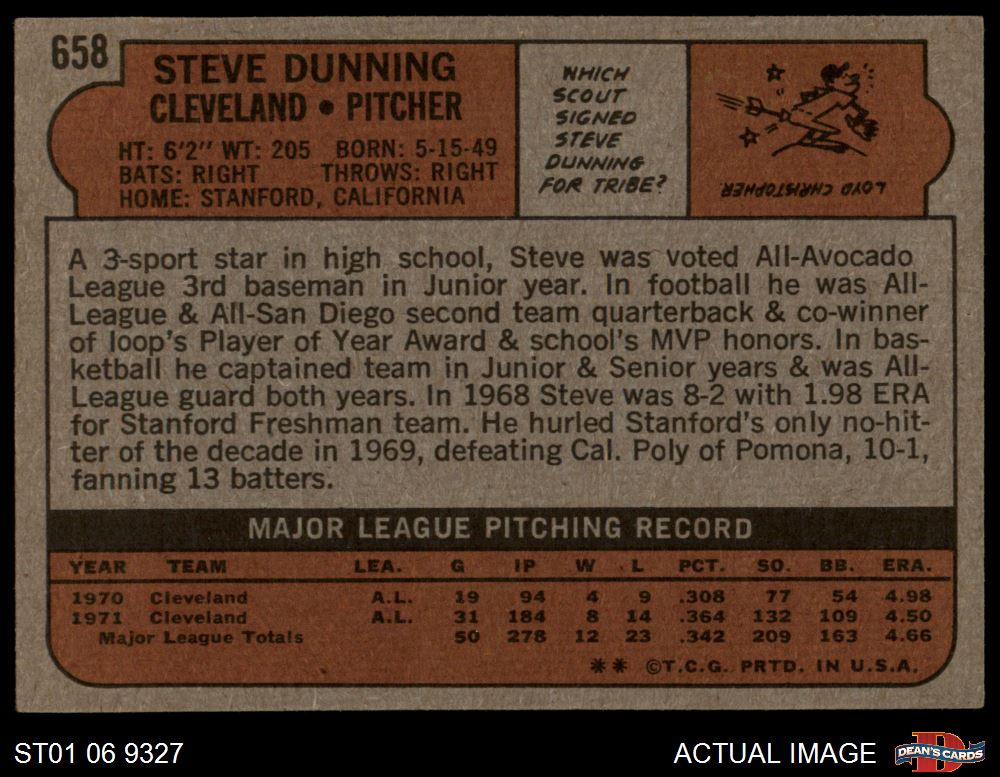 658
STEVE DUNNING
CLEVELAND • PITCHER
HT: 6'2" WT: 205 BORN: 5-15-49
BATS: RIGHT THROWS: RIGHT
HOME: STANFORD, CALIFORNIA
WHICH
SCOUT
SIGNED
STEVE
DUNNING
FOR TRIBE?
LOYD CHRISTOPHER
A 3-sport star in high school, Steve was voted All-Avocado
League 3rd baseman in Junior year. In football he was All-
League & All-San Diego second team quarterback & co-winner
of loop's Player of Year Award & school's MVP honors. In bas-
ketball he captained team in Junior & Senior years & was All-
League guard both years. In 1968 Steve was 8-2 with 1.98 ERA
for Stanford Freshman team. He hurled Stanford's only no-hit-
ter of the decade in 1969, defeating Cal. Poly of Pomona, 10-1,
fanning 13 batters.
MAJOR LEAGUE PITCHING RECORD
YEAR TEAM LEA. G IP W L PCT. SO. BB. ERA.
1970 Cleveland A.L. 19 94 4 9 .308 77 54 4.98
1971 Cleveland A.L. 31 184 8 14 .364 132 109 4.50
Major League Totals 50 278 12 23 .342 209 163 4.66
** ©T.C.G. PRTD. IN U.S.A.
ST01 06 9327
ACTUAL IMAGE
D
DEAN'S CARDS